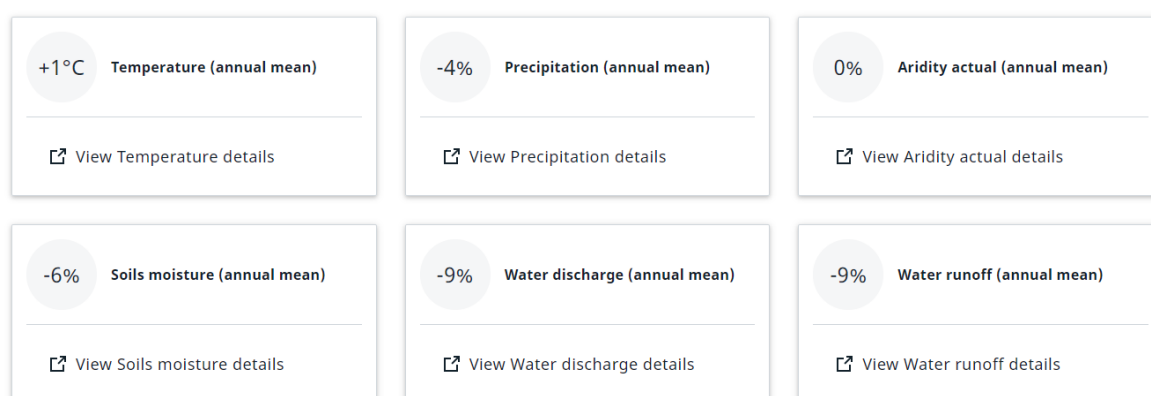 +1°C Temperature (annual mean)
-4% Precipitation (annual mean)
0% Aridity actual (annual mean)
View Temperature details
View Precipitation details
View Aridity actual details
-6% Soils moisture (annual mean)
-9% Water discharge (annual mean)
-9% Water runoff (annual mean)
View Soils moisture details
View Water discharge details
View Water runoff details